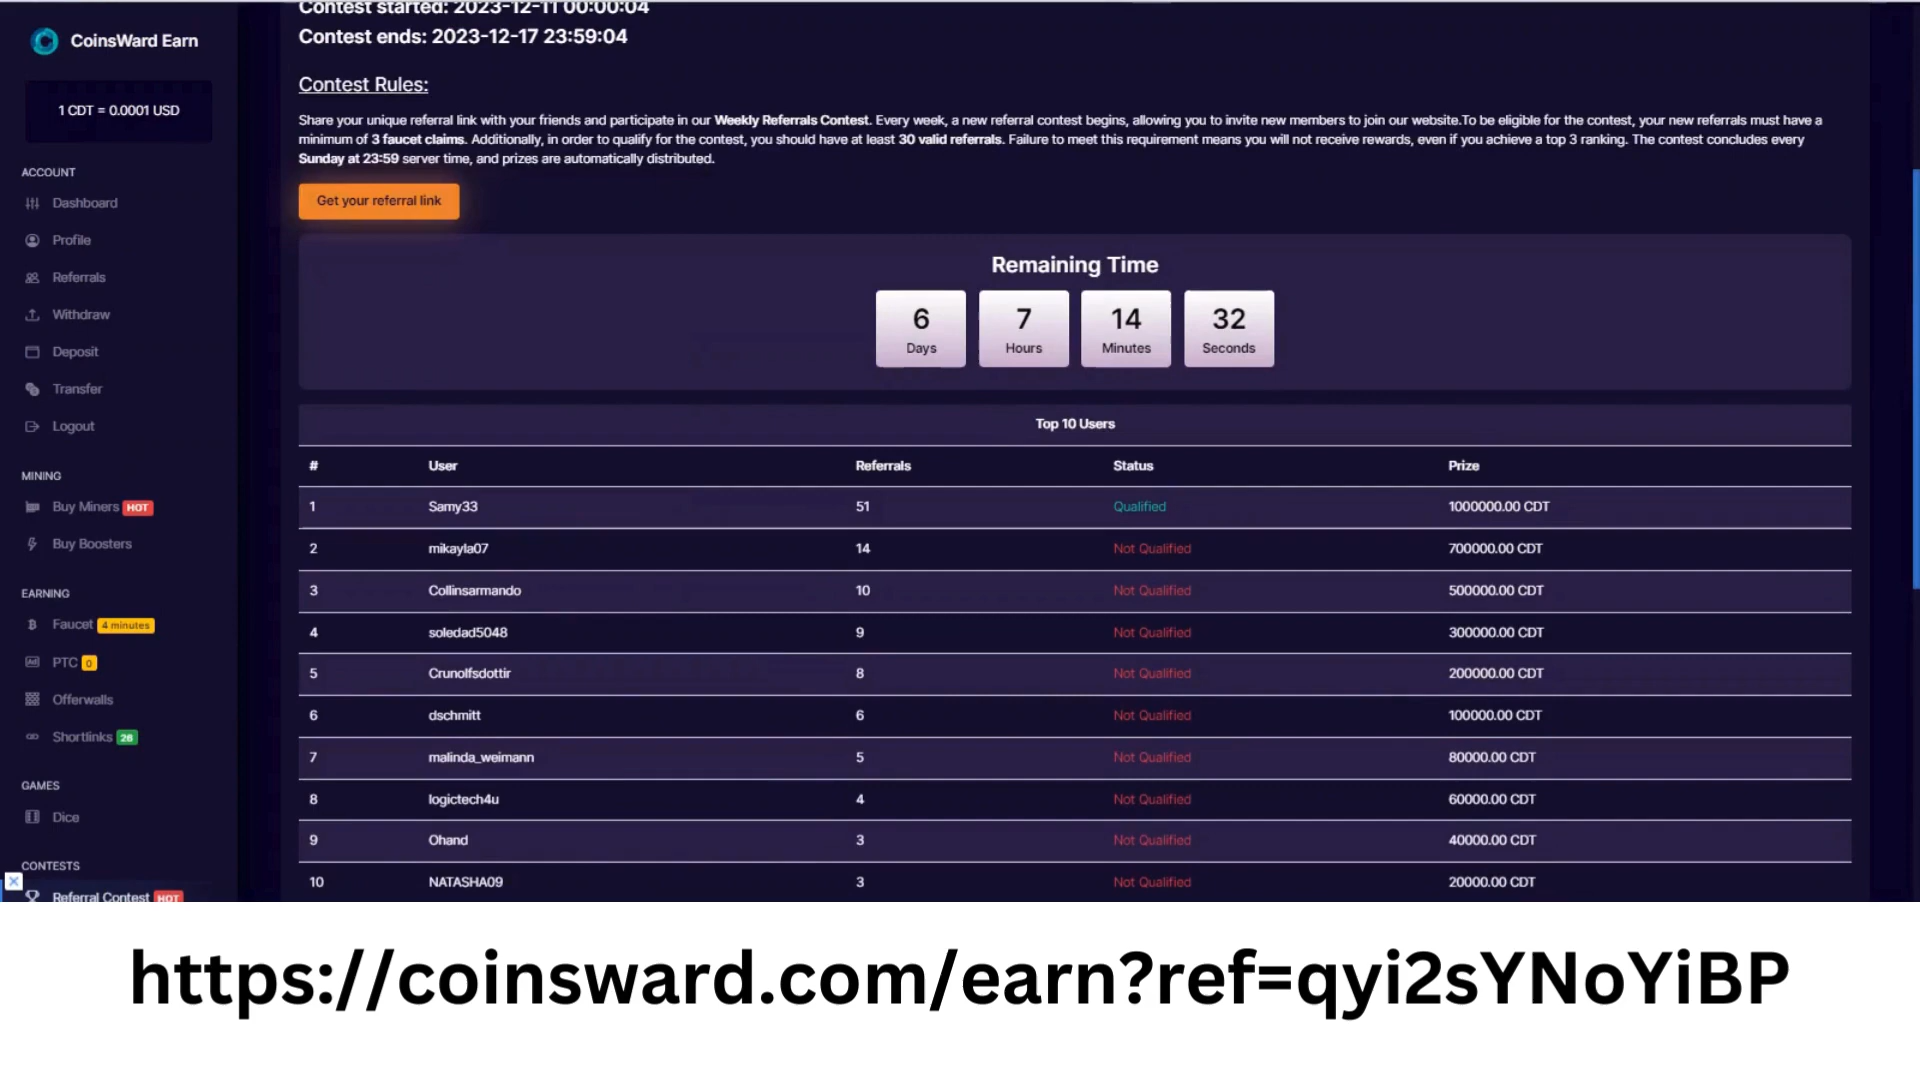 Contest started: 2023-12-11 00:00:04
Contest ends: 2023-12-17 23:59:04
CoinsWard Earn
1 CDT = 0.0001 USD
ACCOUNT
Dashboard
Profile
Referrals
Withdraw
Deposit
Transfer
Logout
MINING
Buy Miners HOT
Buy Boosters
EARNING
Faucet 4 minutes
PTC 0
Offerwalls
Shortlinks 26
GAMES
Dice
CONTESTS
Referral Contest HOT
Contest Rules:
Share your unique referral link with your friends and participate in our Weekly Referrals Contest. Every week, a new referral contest begins, allowing you to invite new members to join our website.To be eligible for the contest, your new referrals must have a
minimum of 3 faucet claims. Additionally, in order to qualify for the contest, you should have at least 30 valid referrals. Failure to meet this requirement means you will not receive rewards, even if you achieve a top 3 ranking. The contest concludes every
Sunday at 23:59 server time, and prizes are automatically distributed.
Get your referral link
Remaining Time
6 7 14 32
Days Hours Minutes Seconds
Top 10 Users
# User Referrals Status Prize
1 Samy33 51 Qualified 1000000.00 CDT
2 mikayla07 14 Not Qualified 700000.00 CDT
3 Collinsarmando 10 Not Qualified 500000.00 CDT
4 soledad5048 9 Not Qualified 300000.00 CDT
5 Crunolfsdottir 8 Not Qualified 200000.00 CDT
6 dschmitt 6 Not Qualified 100000.00 CDT
7 malinda_weimann 5 Not Qualified 80000.00 CDT
8 logictech4u 4 Not Qualified 60000.00 CDT
9 Ohand 3 Not Qualified 40000.00 CDT
10 NATASHA09 3 Not Qualified 20000.00 CDT
https://coinsward.com/earn?ref=qyi2sYNoYiBP